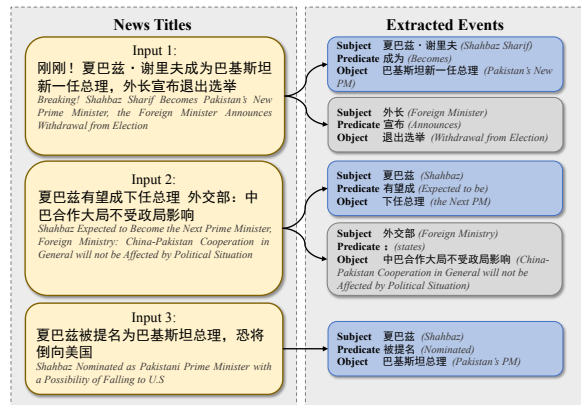 News Titles
Input 1:
刚刚！夏巴兹・谢里夫成为巴基斯坦
新一任总理，外长宣布退出选举
Breaking! Shahbaz Sharif Becomes Pakistan's New
Prime Minister, the Foreign Minister Announces
Withdrawal from Election
Input 2:
夏巴兹有望成下任总理 外交部：中
巴合作大局不受政局影响
Shahbaz Expected to Become the Next Prime Minister,
Foreign Ministry: China-Pakistan Cooperation in
General will not be Affected by Political Situation
Input 3:
夏巴兹被提名为巴基斯坦总理，恐将
倒向美国
Shahbaz Nominated as Pakistani Prime Minister with
a Possibility of Falling to U.S
Extracted Events
Subject 夏巴兹・谢里夫 (Shahbaz Sharif)
Predicate 成为 (Becomes)
Object 巴基斯坦新一任总理 (Pakistan's New
PM)
Subject 外长 (Foreign Minister)
Predicate 宣布 (Announces)
Object 退出选举 (Withdrawal from Election)
Subject 夏巴兹 (Shahbaz)
Predicate 有望成 (Expected to be)
Object 下任总理 (the Next PM)
Subject 外交部 (Foreign Ministry)
Predicate ： (states)
Object 中巴合作大局不受政局影响 (China-
Pakistan Cooperation in General will not be
Affected by Political Situation)
Subject 夏巴兹 (Shahbaz)
Predicate 被提名 (Nominated)
Object 巴基斯坦总理 (Pakistan's PM)